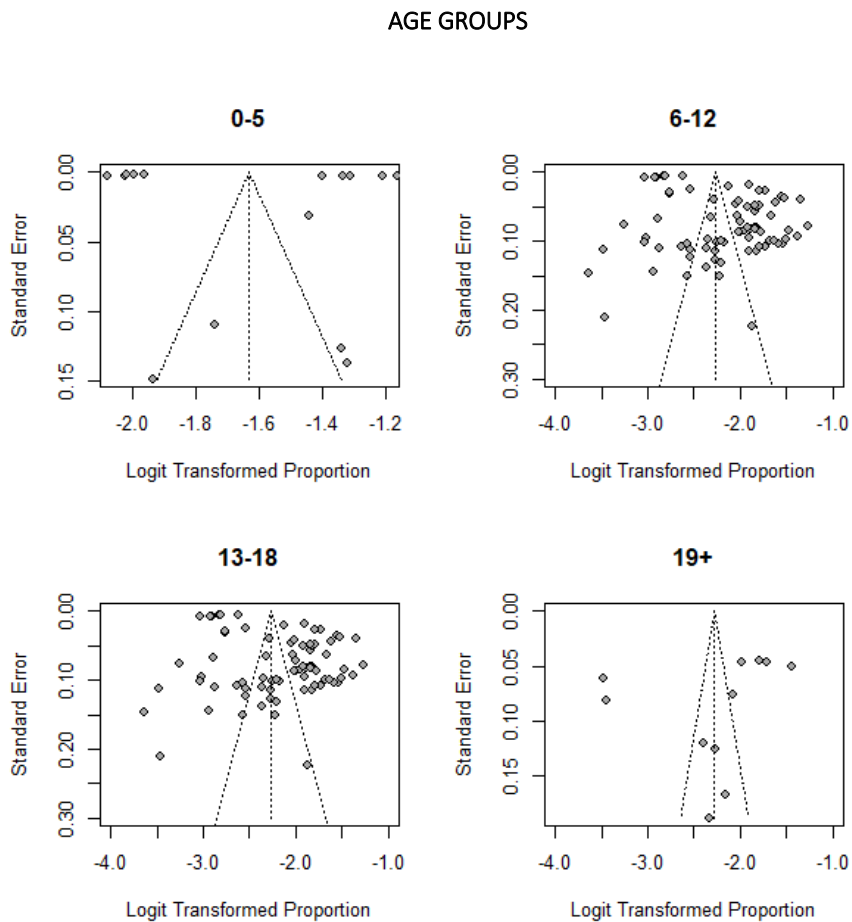 AGE GROUPS
0-5
Standard Error
0.00
0.05
0.10
0.15
-2.0 -1.8 -1.6 -1.4 -1.2
Logit Transformed Proportion
6-12
Standard Error
0.00
0.10
0.20
0.30
-4.0 -3.0 -2.0 -1.0
Logit Transformed Proportion
13-18
Standard Error
0.00
0.10
0.20
0.30
-4.0 -3.0 -2.0 -1.0
Logit Transformed Proportion
19+
Standard Error
0.00
0.05
0.10
0.15
-4.0 -3.0 -2.0 -1.0
Logit Transformed Proportion